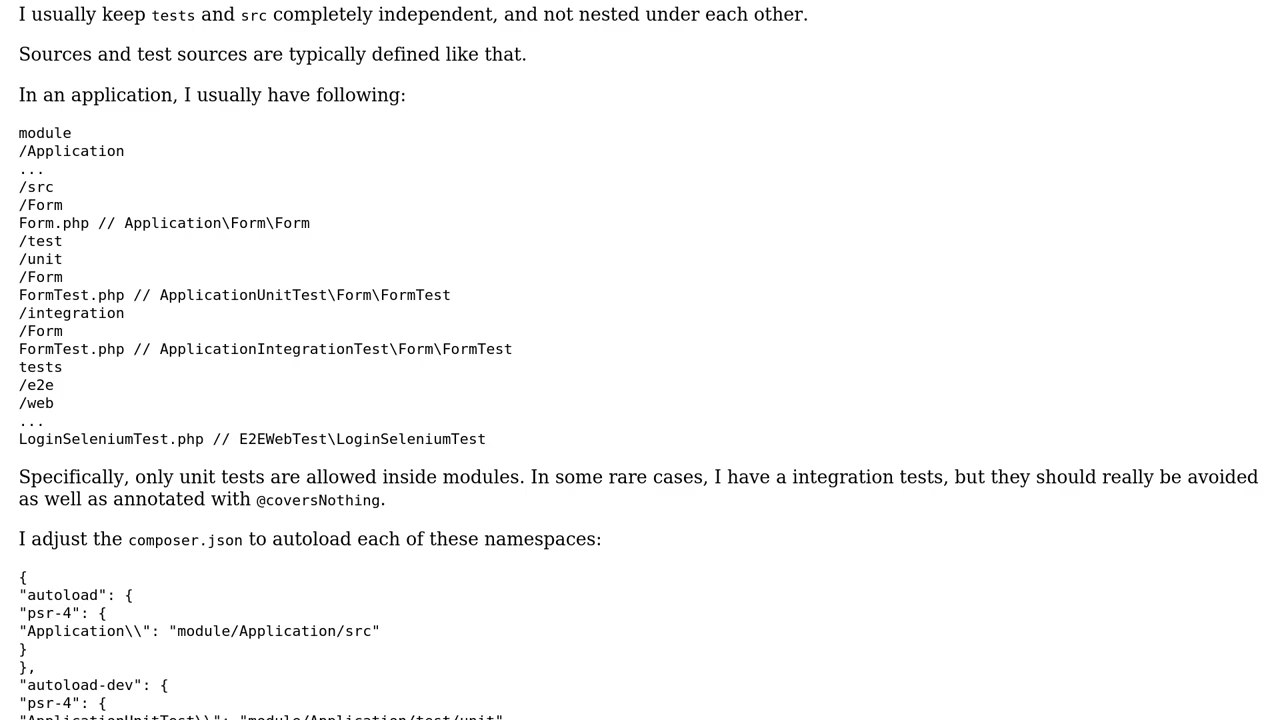 I usually keep tests and src completely independent, and not nested under each other.
Sources and test sources are typically defined like that.
In an application, I usually have following:
module
/Application
...
/src
/Form
Form.php // Application\Form\Form
/test
/unit
/Form
FormTest.php // ApplicationUnitTest\Form\FormTest
/integration
/Form
FormTest.php // ApplicationIntegrationTest\Form\FormTest
tests
/e2e
/web
...
LoginSeleniumTest.php // E2EWebTest\LoginSeleniumTest
Specifically, only unit tests are allowed inside modules. In some rare cases, I have a integration tests, but they should really be avoided
as well as annotated with @coversNothing.
I adjust the composer.json to autoload each of these namespaces:
{
"autoload": {
"psr-4": {
"Application\\": "module/Application/src"
}
},
"autoload-dev": {
"psr-4": {
"ApplicationUnitTest\\": "module/Application/test/unit"